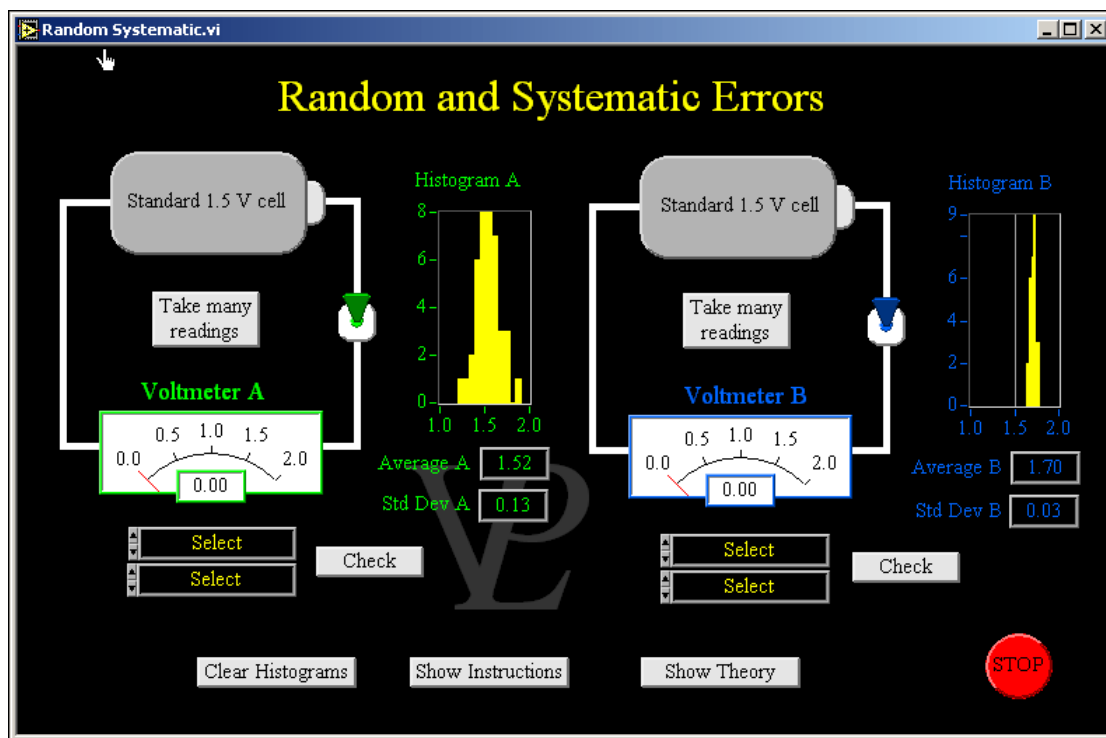 Random Systematic.vi
Random and Systematic Errors
Standard 1.5 V cell
Histogram A
8
6
4
2
0
1.0 1.5 2.0
Take many
readings
Voltmeter A
0.0 0.5 1.0 1.5 2.0
0.00
Average A 1.52
Std Dev A 0.13
Select
Select
Check
Standard 1.5 V cell
Histogram B
9
6
4
2
0
1.0 1.5 2.0
Take many
readings
Voltmeter B
0.0 0.5 1.0 1.5 2.0
0.00
Average B 1.70
Std Dev B 0.03
Select
Select
Check
VPL
Clear Histograms
Show Instructions
Show Theory
STOP